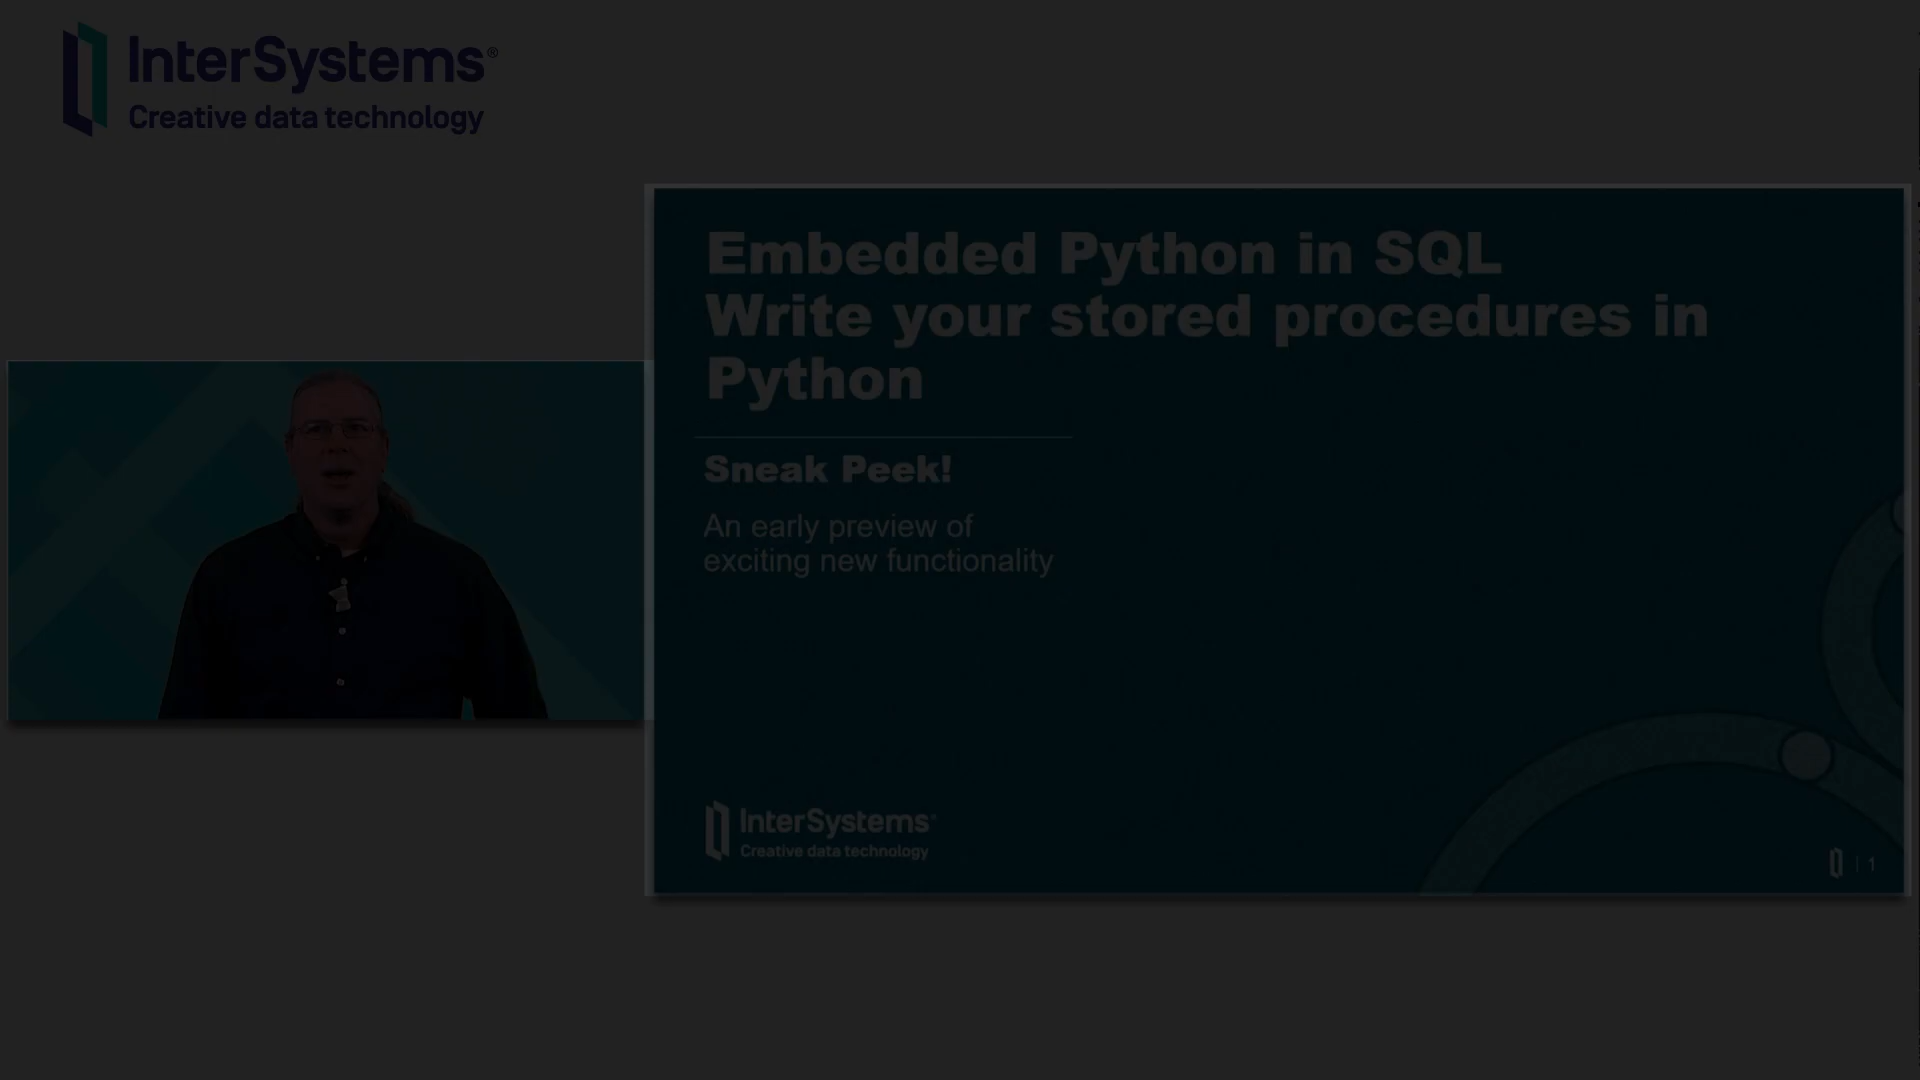 InterSystems®
Creative data technology
Embedded Python in SQL
Write your stored procedures in
Python
Sneak Peek!
An early preview of
exciting new functionality
InterSystems
Creative data technology
1